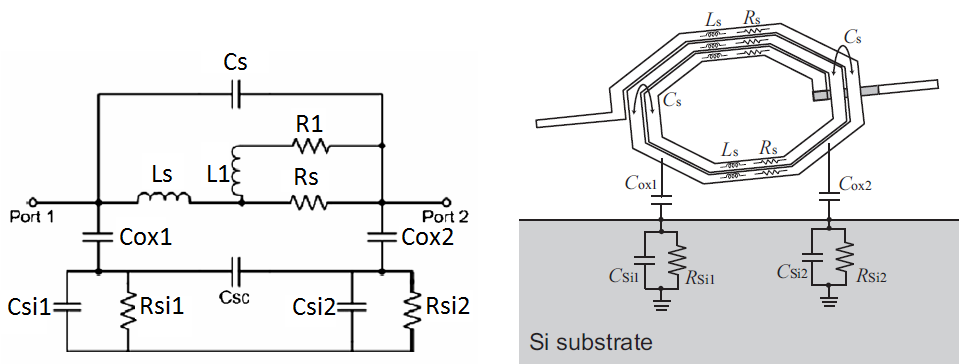 Cs
R1
Ls
L1
Rs
Port 1
Port 2
Cox1
Cox2
Csc
Csi1
Rsi1
Csi2
Rsi2
Ls
Rs
Cs
Cs
Ls
Rs
Cox1
Cox2
CSi1
RSi1
CSi2
RSi2
Si substrate